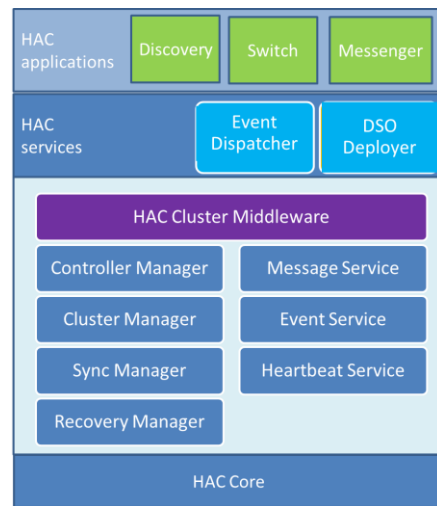 HAC
applications
Discovery
Switch
Messenger
HAC
services
Event
Dispatcher
DSO
Deployer
HAC Cluster Middleware
Controller Manager
Message Service
Cluster Manager
Event Service
Sync Manager
Heartbeat Service
Recovery Manager
HAC Core